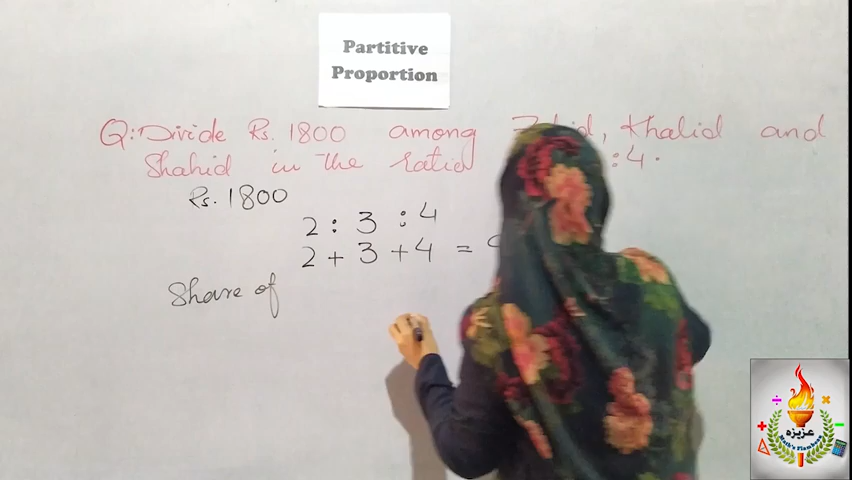 Partitive
Proportion
Q: Divide Rs. 1800 among Khalid and
Shahid in the ratio :4.
Rs. 1800
2 : 3 : 4
2 + 3 + 4 =
Share of
عزیزہ